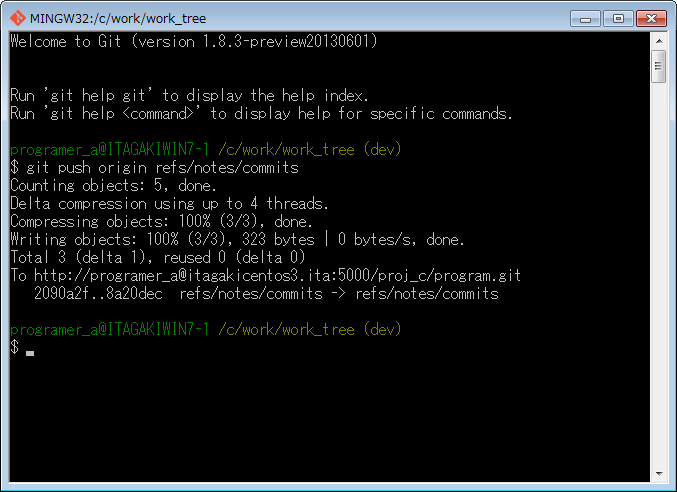 MINGW32:/c/work/work_tree
Welcome to Git (version 1.8.3-preview20130601)
Run 'git help git' to display the help index.
Run 'git help <command>' to display help for specific commands.
programer_a@ITAGAKIWIN7-1 /c/work/work_tree (dev)
$ git push origin refs/notes/commits
Counting objects: 5, done.
Delta compression using up to 4 threads.
Compressing objects: 100% (3/3), done.
Writing objects: 100% (3/3), 323 bytes | 0 bytes/s, done.
Total 3 (delta 1), reused 0 (delta 0)
To http://programer_a@itagakicentos3.ita:5000/proj_c/program.git
   2090a2f..8a20dec  refs/notes/commits -> refs/notes/commits
programer_a@ITAGAKIWIN7-1 /c/work/work_tree (dev)
$